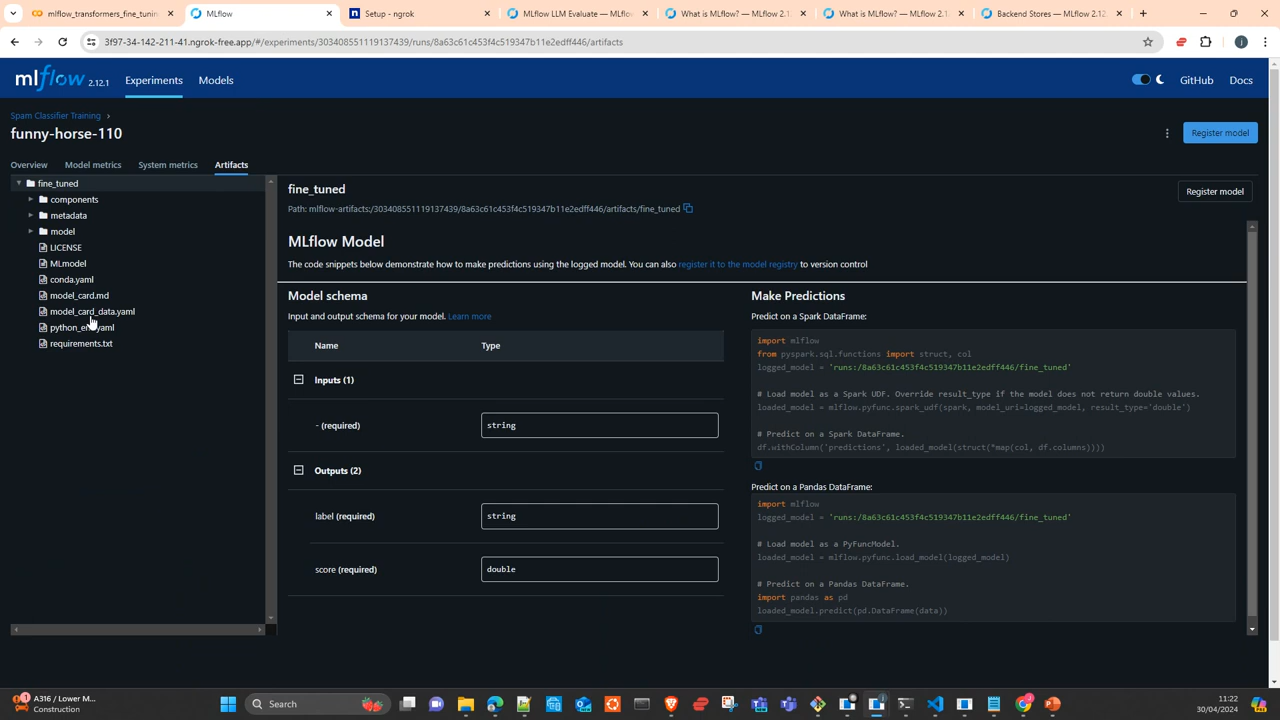 mlflow_transformers_fine_tunin
MLflow
Setup - ngrok
MLflow LLM Evaluate — MLflow
What is MLflow? — MLflow 2.1
What is MLflow? — MLflow 2.1
Backend Stores — MLflow 2.12.
3f97-34-142-211-41.ngrok-free.app/#/experiments/303408551119137439/runs/8a63c61c453f4c519347b11e2edff446/artifacts
mlflow 2.12.1
Experiments
Models
GitHub
Docs
Spam Classifier Training
funny-horse-110
Register model
Overview
Model metrics
System metrics
Artifacts
fine_tuned
components
metadata
model
LICENSE
MLmodel
conda.yaml
model_card.md
model_card_data.yaml
requirements.txt
fine_tuned
Register model
Path: mlflow-artifacts:/303408551119137439/8a63c61c453f4c519347b11e2edff446/artifacts/fine_tuned
MLflow Model
The code snippets below demonstrate how to make predictions using the logged model. You can also register it to the model registry to version control
Model schema
Input and output schema for your model. Learn more
Name
Type
Inputs (1)
- (required)
string
Outputs (2)
label (required)
string
score (required)
double
Make Predictions
Predict on a Spark DataFrame:
import mlflow
from pyspark.sql.functions import struct, col
logged_model = 'runs:/8a63c61c453f4c519347b11e2edff446/fine_tuned'
# Load model as a Spark UDF. Override result_type if the model does not return double values.
loaded_model = mlflow.pyfunc.spark_udf(spark, model_uri=logged_model, result_type='double')
# Predict on a Spark DataFrame.
df.withColumn('predictions', loaded_model(struct(*map(col, df.columns))))
Predict on a Pandas DataFrame:
import mlflow
logged_model = 'runs:/8a63c61c453f4c519347b11e2edff446/fine_tuned'
# Load model as a PyFuncModel.
loaded_model = mlflow.pyfunc.load_model(logged_model)
# Predict on a Pandas DataFrame.
import pandas as pd
loaded_model.predict(pd.DataFrame(data))
A316 / Lower M...
Construction
Search
11:22
30/04/2024